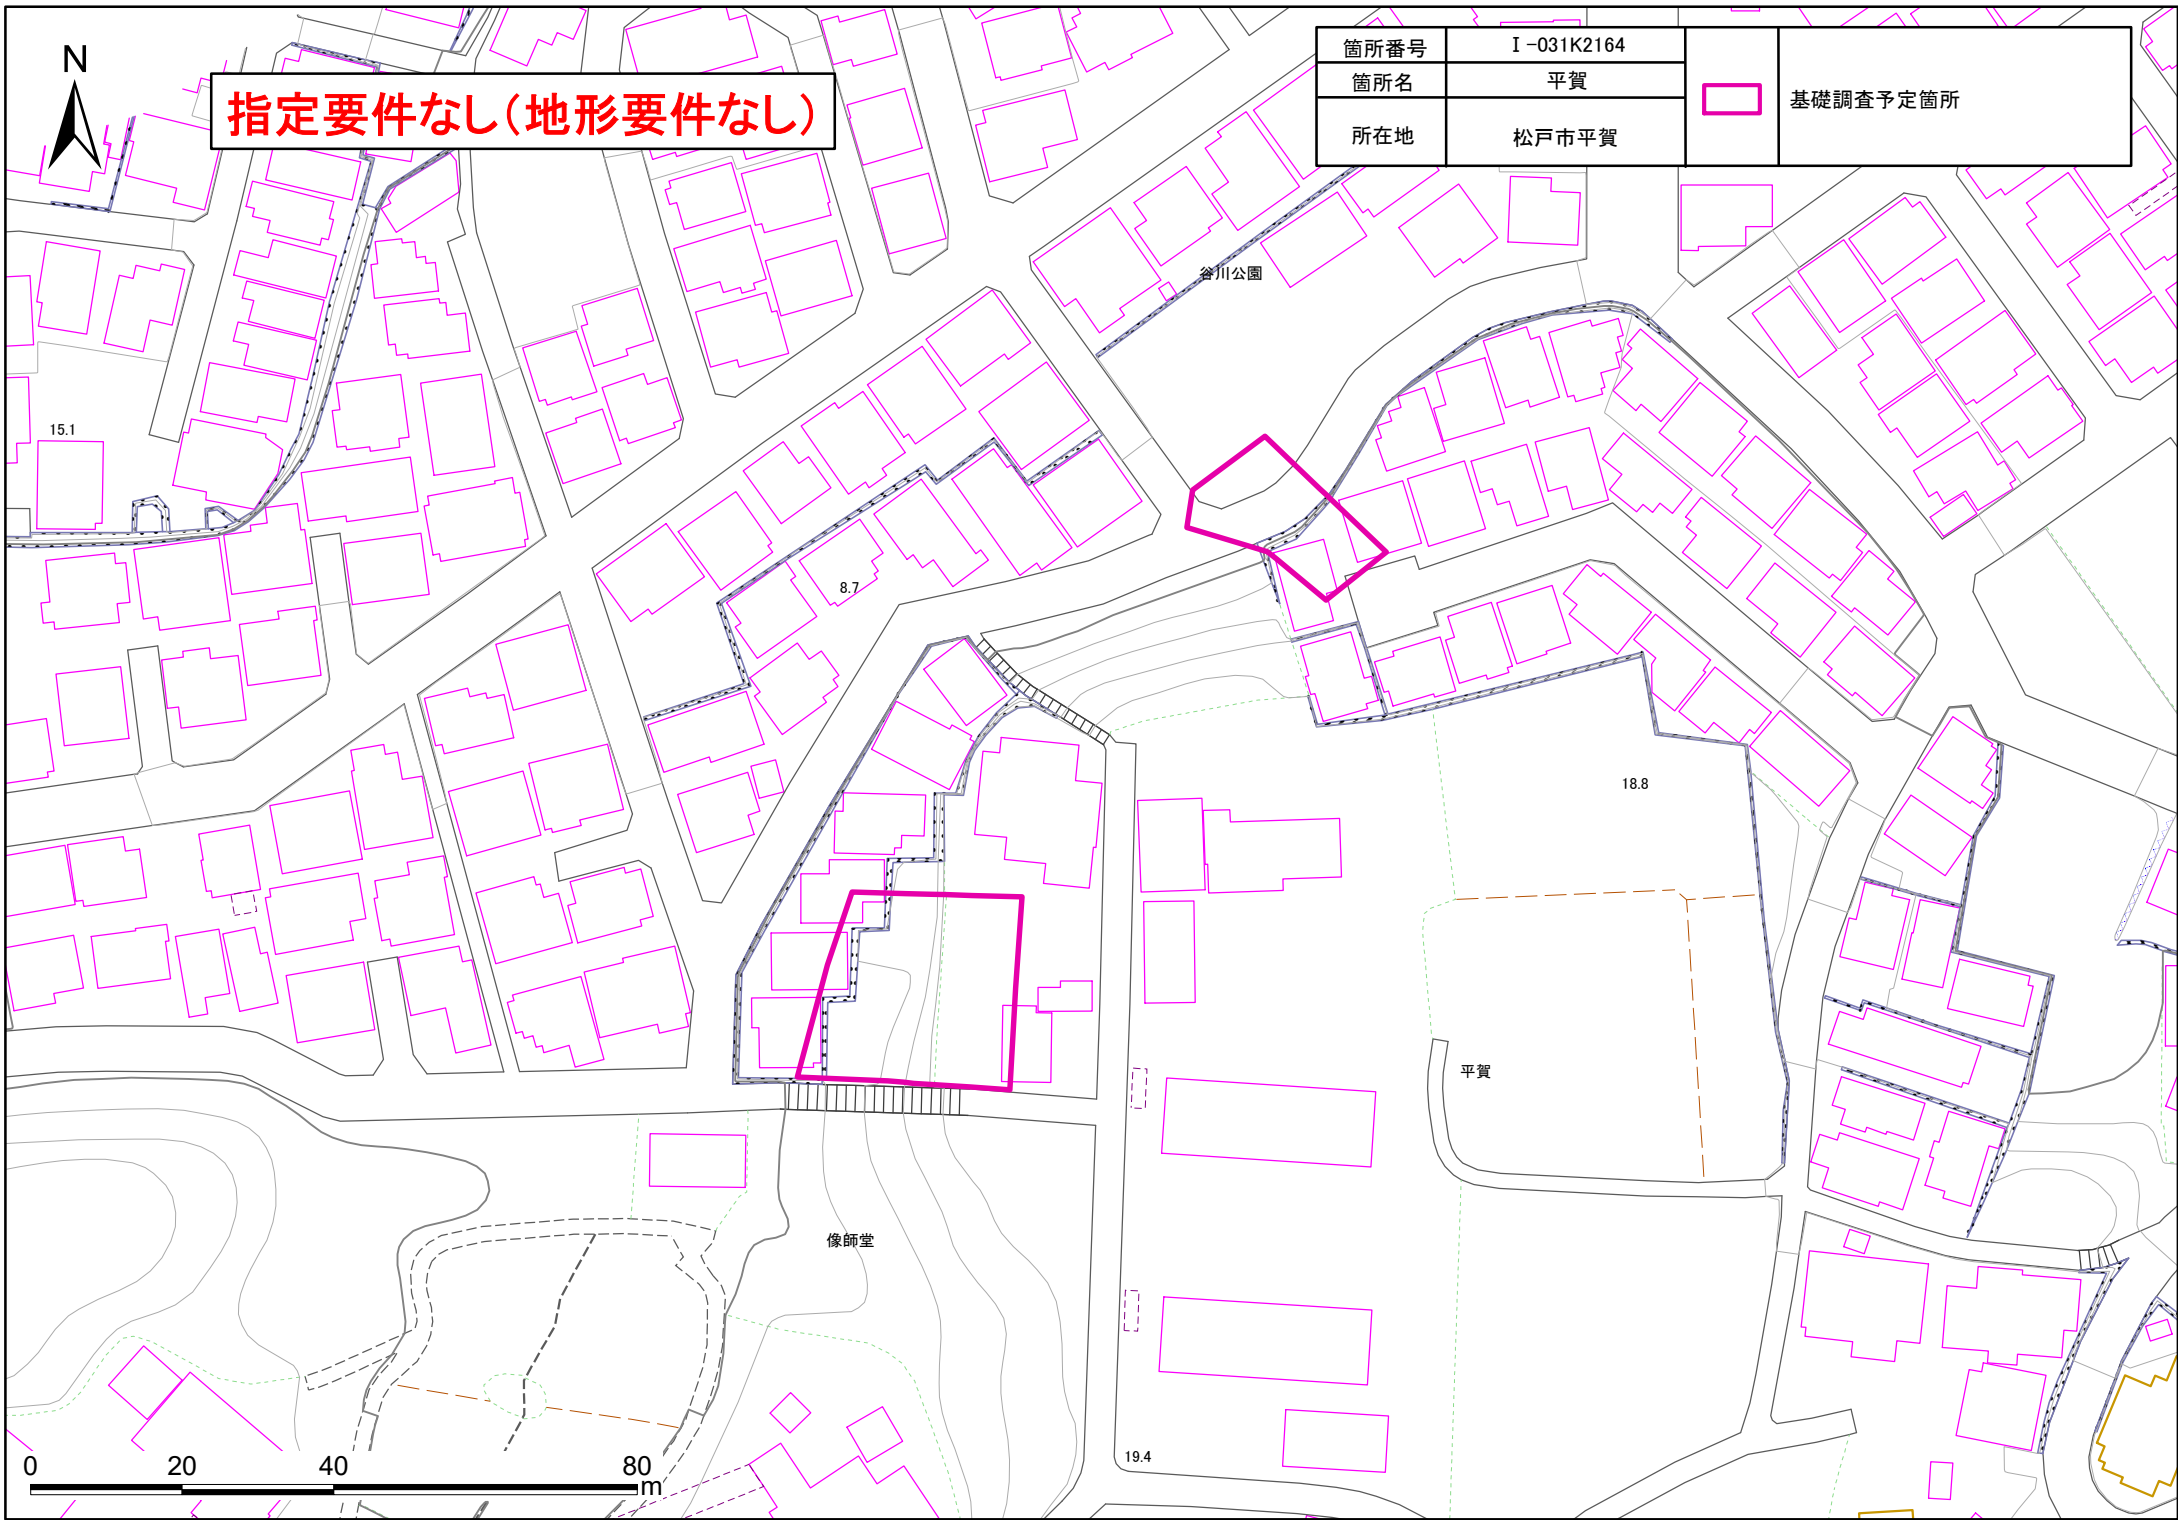 N
指定要件なし(地形要件なし)
箇所番号 Ⅰ-031K2164
箇所名 平賀
所在地 松戸市平賀
基礎調査予定箇所
谷川公園
15.1
8.7
18.8
平賀
像師堂
19.4
0 20 40 80
m